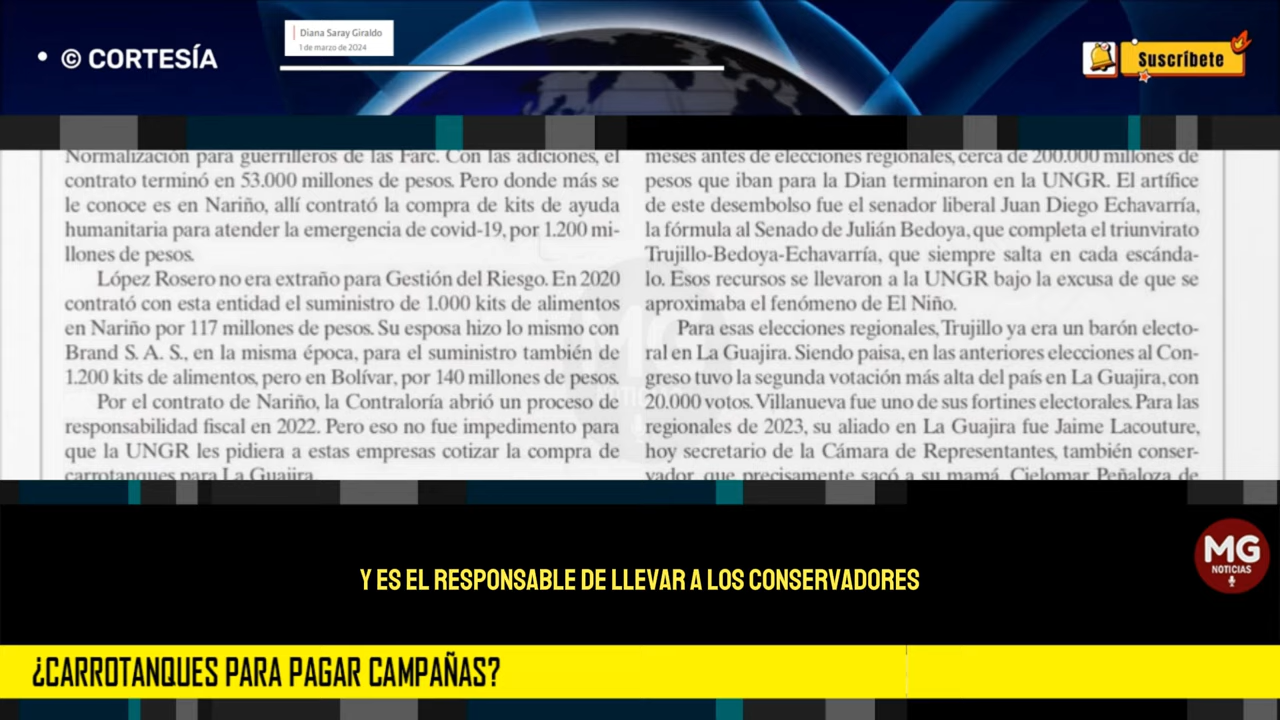 • © CORTESÍA
Diana Saray Giraldo
1 de marzo de 2024
Suscríbete
Normalización para guerrilleros de las Farc. Con las adiciones, el
contrato terminó en 53.000 millones de pesos. Pero donde más se
le conoce es en Nariño, allí contrató la compra de kits de ayuda
humanitaria para atender la emergencia de covid-19, por 1.200 mi-
llones de pesos.
López Rosero no era extraño para Gestión del Riesgo. En 2020
contrató con esta entidad el suministro de 1.000 kits de alimentos
en Nariño por 117 millones de pesos. Su esposa hizo lo mismo con
Brand S. A. S., en la misma época, para el suministro también de
1.200 kits de alimentos, pero en Bolívar, por 140 millones de pesos.
Por el contrato de Nariño, la Contraloría abrió un proceso de
responsabilidad fiscal en 2022. Pero eso no fue impedimento para
que la UNGR les pidiera a estas empresas cotizar la compra de
carrotanques para La Guajira.
meses antes de elecciones regionales, cerca de 200.000 millones de
pesos que iban para la Dian terminaron en la UNGR. El artífice
de este desembolso fue el senador liberal Juan Diego Echavarría,
la fórmula al Senado de Julián Bedoya, que completa el triunvirato
Trujillo-Bedoya-Echavarría, que siempre salta en cada escánda-
lo. Esos recursos se llevaron a la UNGR bajo la excusa de que se
aproximaba el fenómeno de El Niño.
Para esas elecciones regionales, Trujillo ya era un barón electo-
ral en La Guajira. Siendo paisa, en las anteriores elecciones al Con-
greso tuvo la segunda votación más alta del país en La Guajira, con
20.000 votos. Villanueva fue uno de sus fortines electorales. Para las
regionales de 2023, su aliado en La Guajira fue Jaime Lacouture,
hoy secretario de la Cámara de Representantes, también conser-
vador, que precisamente sacó a su mamá, Cielomar Peñaloza de
Y ES EL RESPONSABLE DE LLEVAR A LOS CONSERVADORES
MG
NOTICIAS
¿CARROTANQUES PARA PAGAR CAMPAÑAS?